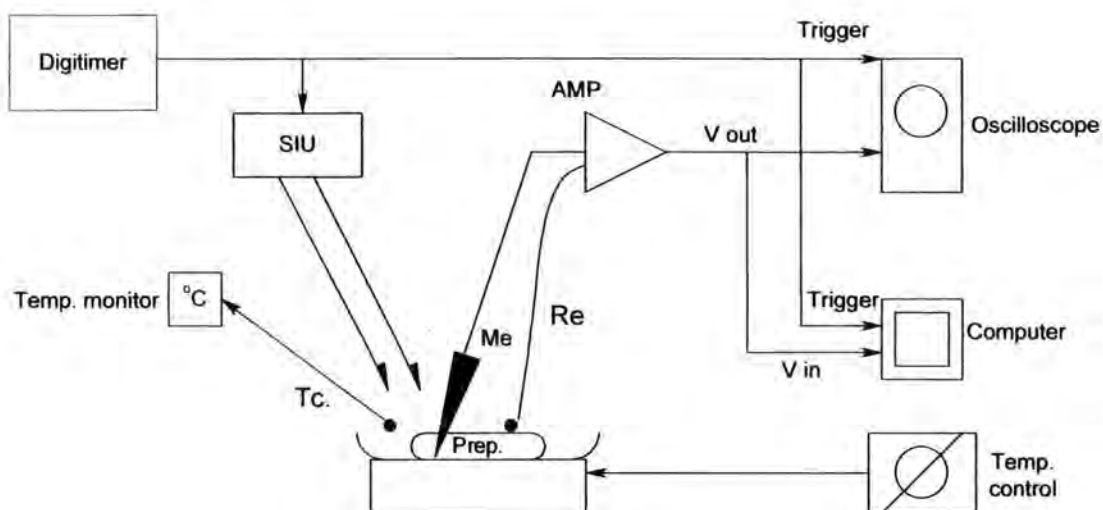 Trigger
Digitimer
AMP
V out
Oscilloscope
SIU
°C
Temp. monitor
Re
Trigger
Me
Computer
V in
Tc.
Prep.
Temp.
control